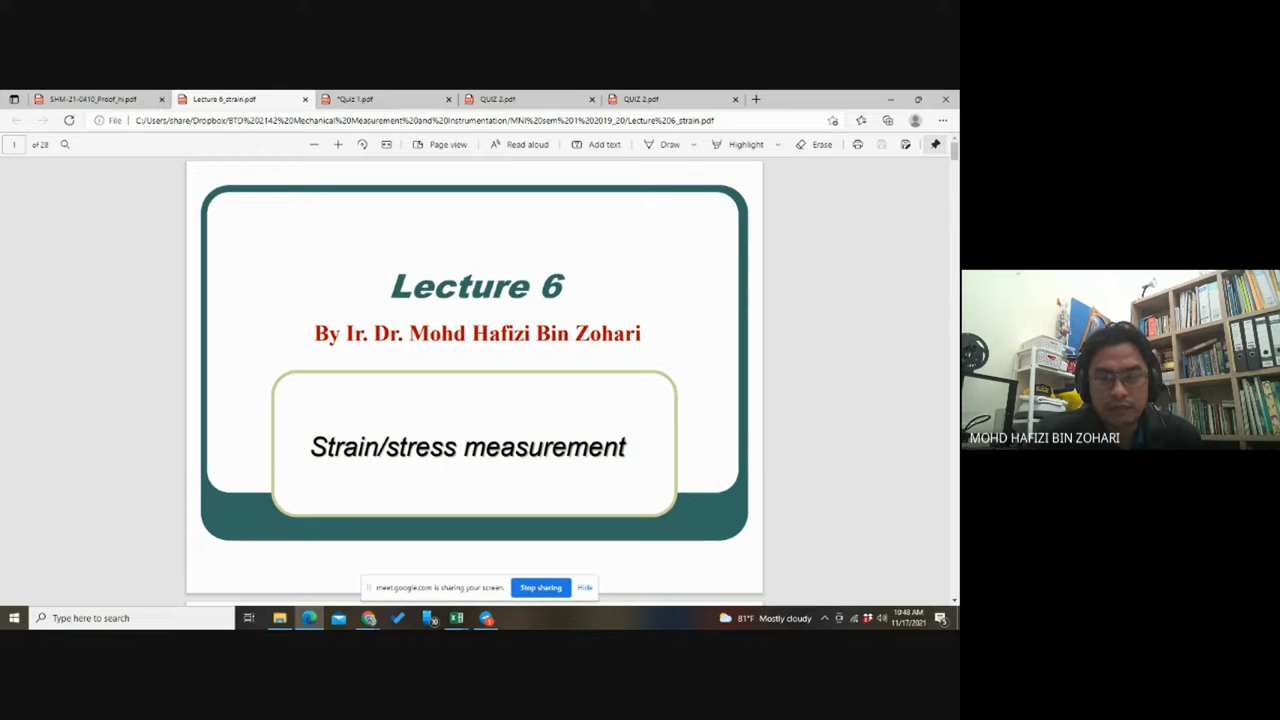 SHM-21-0410_Proof_hi.pdf
Lecture 6_strain.pdf
*Quiz 1.pdf
QUIZ 2.pdf
QUIZ 2.pdf
File
C:/Users/share/Dropbox/BTD%202142%20Mechanical%20Measurement%20and%20Instrumentation/MNI%20sem%201%202019_20/Lecture%206_strain.pdf
1 of 28
Page view
Read aloud
Add text
Draw
Highlight
Erase
Lecture 6
By Ir. Dr. Mohd Hafizi Bin Zohari
Strain/stress measurement
MOHD HAFIZI BIN ZOHARI
meet.google.com is sharing your screen.
Stop sharing
Hide
Type here to search
81°F Mostly cloudy
10:48 AM
11/17/2021